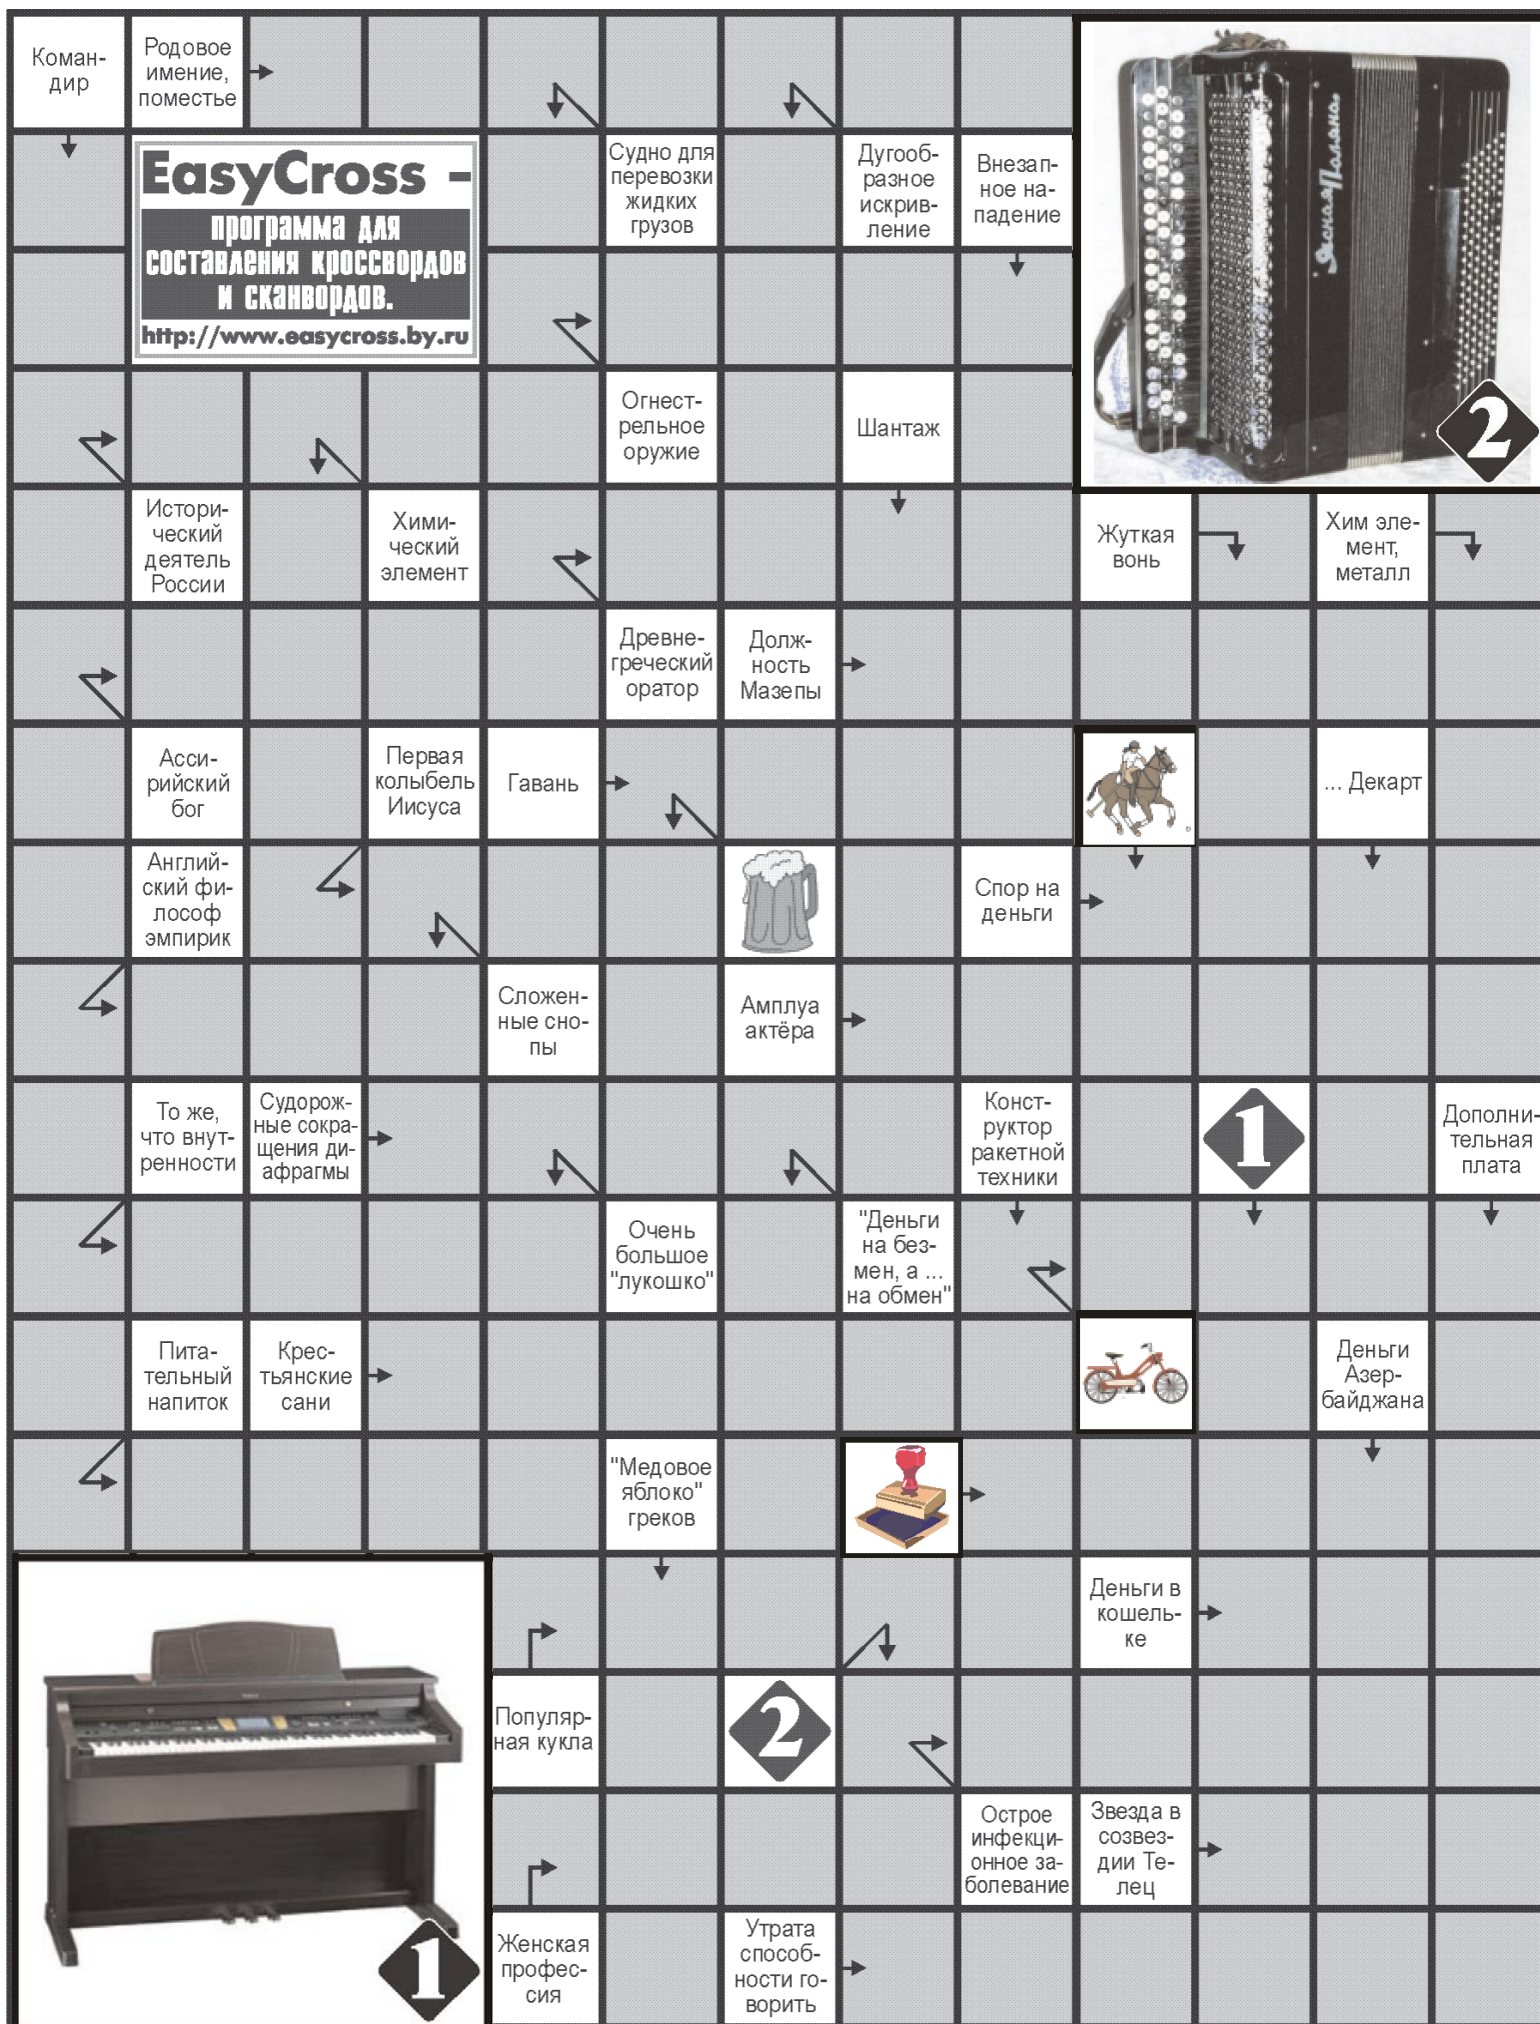 Коман-
дир
Родовое
имение,
поместье
EasyCross -
программа для
составления кроссвордов
и сканвордов.
http://www.easycross.by.ru
Судно для
перевозки
жидких
грузов
Дугооб-
разное
искрив-
ление
Внезап-
ное на-
падение
Ясная Поляна
2
Огнест-
рельное
оружие
Шантаж
Истори-
ческий
деятель
России
Хими-
ческий
элемент
Жуткая
вонь
Хим эле-
мент,
металл
Древне-
греческий
оратор
Долж-
ность
Мазепы
Асси-
рийский
бог
Первая
колыбель
Иисуса
Гавань
... Декарт
Англий-
ский фи-
лософ
эмпирик
Спор на
деньги
Сложен-
ные сно-
пы
Амплуа
актёра
То же,
что внут-
ренности
Судорож-
ные сокра-
щения ди-
афрагмы
Конст-
руктор
ракетной
техники
1
Дополни-
тельная
плата
Очень
большое
"лукошко"
"Деньги
на без-
мен, а ...
на обмен"
Пита-
тельный
напиток
Крес-
тьянские
сани
Деньги
Азер-
байджана
"Медовое
яблоко"
греков
Деньги в
кошель-
ке
Популяр-
ная кукла
2
Острое
инфекци-
онное за-
болевание
Звезда в
созвез-
дии Те-
лец
1
Женская
профес-
сия
Утрата
способ-
ности го-
ворить